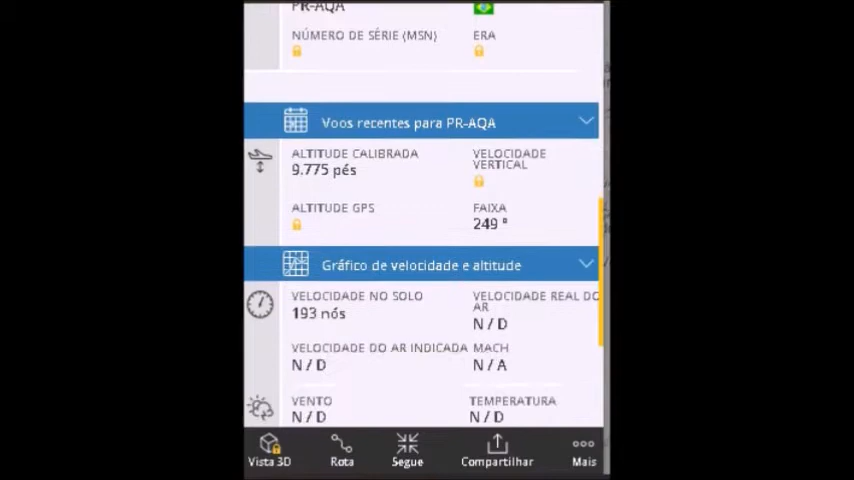 PR-AQA
NÚMERO DE SÉRIE (MSN)
ERA
Voos recentes para PR-AQA
ALTITUDE CALIBRADA
9.775 pés
VELOCIDADE
VERTICAL
ALTITUDE GPS
FAIXA
249 °
Gráfico de velocidade e altitude
VELOCIDADE NO SOLO
193 nós
VELOCIDADE REAL DO
AR
N / D
VELOCIDADE DO AR INDICADA
N / D
MACH
N / A
VENTO
N / D
TEMPERATURA
N / D
Vista 3D
Rota
Segue
Compartilhar
Mais